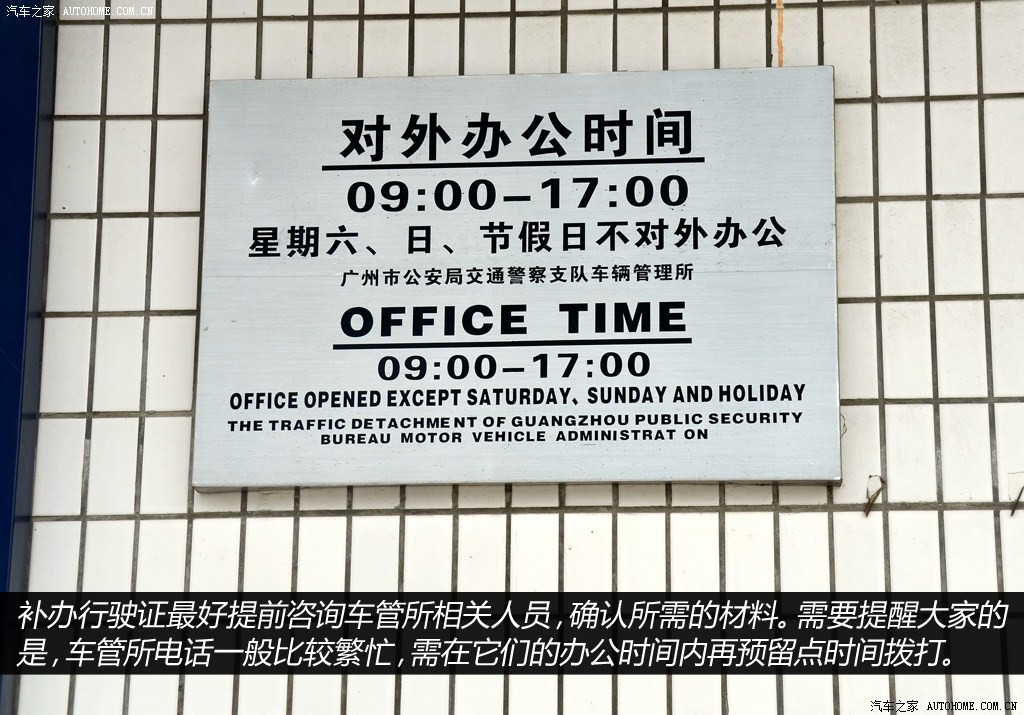 汽车之家 AUTOHOME.COM.CN
对外办公时间
09:00-17:00
星期六、日、节假日不对外办公
广州市公安局交通警察支队车辆管理所
OFFICE TIME
09:00-17:00
OFFICE OPENED EXCEPT SATURDAY、SUNDAY AND HOLIDAY
THE TRAFFIC DETACHMENT OF GUANGZHOU PUBLIC SECURITY
BUREAU MOTOR VEHICLE ADMINISTRAT ON
补办行驶证最好提前咨询车管所相关人员,确认所需的材料。需要提醒大家的
是,车管所电话一般比较繁忙,需在它们的办公时间内再预留点时间拨打。
汽车之家 AUTOHOME.COM.CN